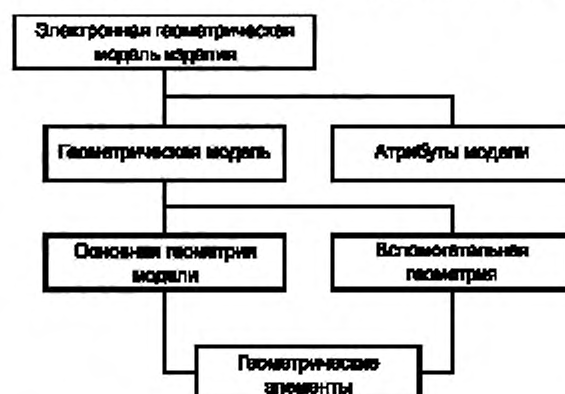 Электронная геометрическая
модель изделия
Геометрическая модель
Атрибуты модели
Основная геометрия
модели
Вспомогательная
геометрия
Геометрические
элементы